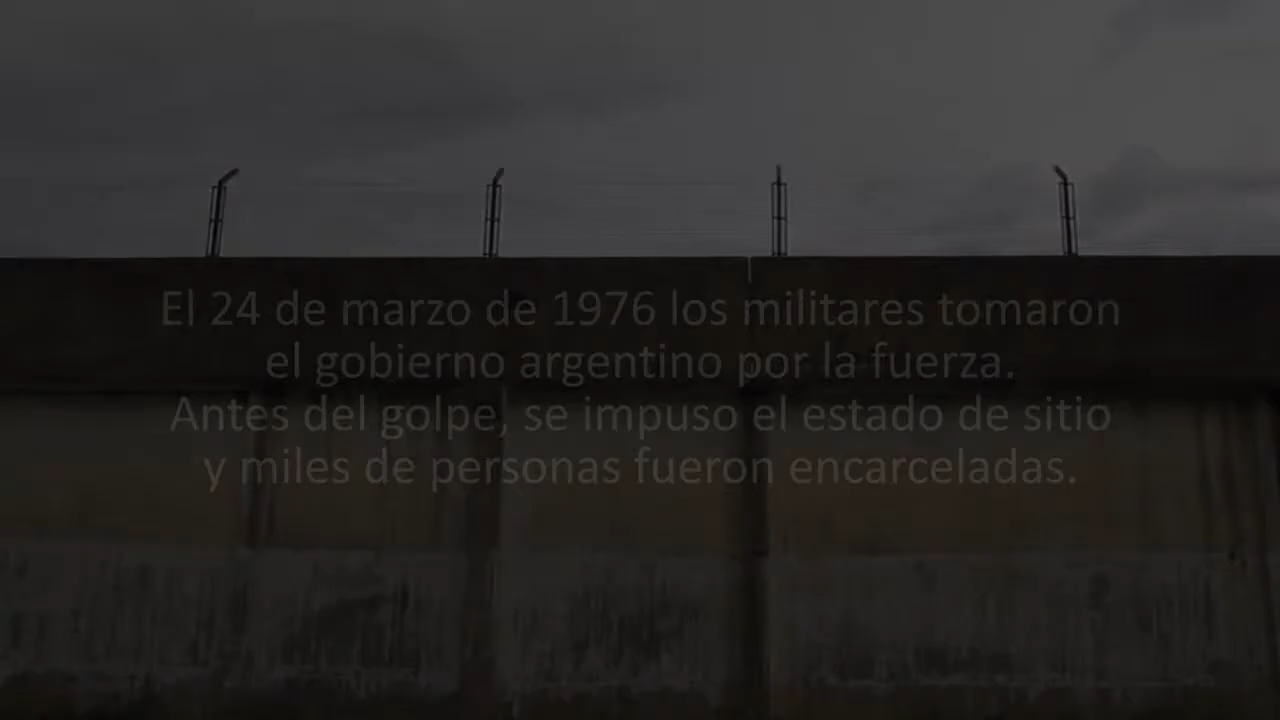 El 24 de marzo de 1976 los militares tomaron
el gobierno argentino por la fuerza.
Antes del golpe, se impuso el estado de sitio
y miles de personas fueron encarceladas.